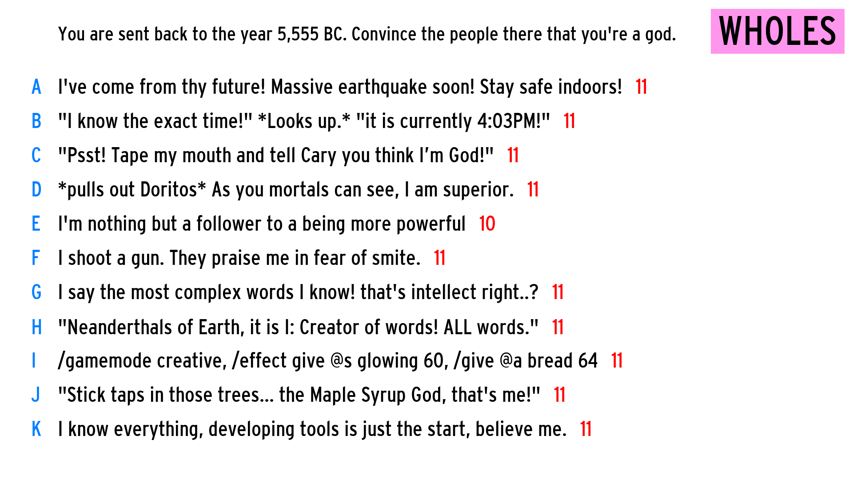 You are sent back to the year 5,555 BC. Convince the people there that you're a god.
WHOLES
A I've come from thy future! Massive earthquake soon! Stay safe indoors! 11
B "I know the exact time!" *Looks up.* "it is currently 4:03PM!" 11
C "Psst! Tape my mouth and tell Cary you think I’m God!" 11
D *pulls out Doritos* As you mortals can see, I am superior. 11
E I'm nothing but a follower to a being more powerful 10
F I shoot a gun. They praise me in fear of smite. 11
G I say the most complex words I know! that's intellect right..? 11
H "Neanderthals of Earth, it is I: Creator of words! ALL words." 11
I /gamemode creative, /effect give @s glowing 60, /give @a bread 64 11
J "Stick taps in those trees... the Maple Syrup God, that's me!" 11
K I know everything, developing tools is just the start, believe me. 11